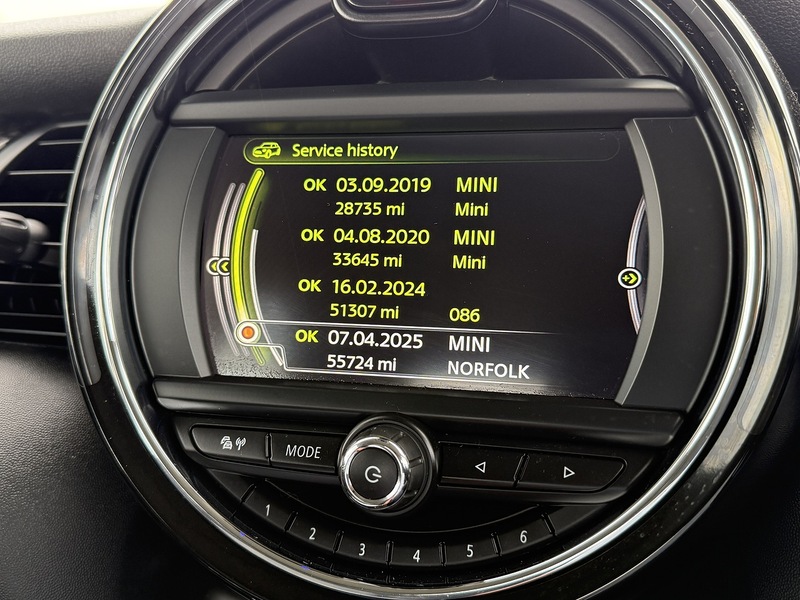 Service history
OK 03.09.2019 MINI
28735 mi Mini
OK 04.08.2020 MINI
33645 mi Mini
OK 16.02.2024
51307 mi 086
OK 07.04.2025 MINI
55724 mi NORFOLK
MODE
1 2 3 4 5 6